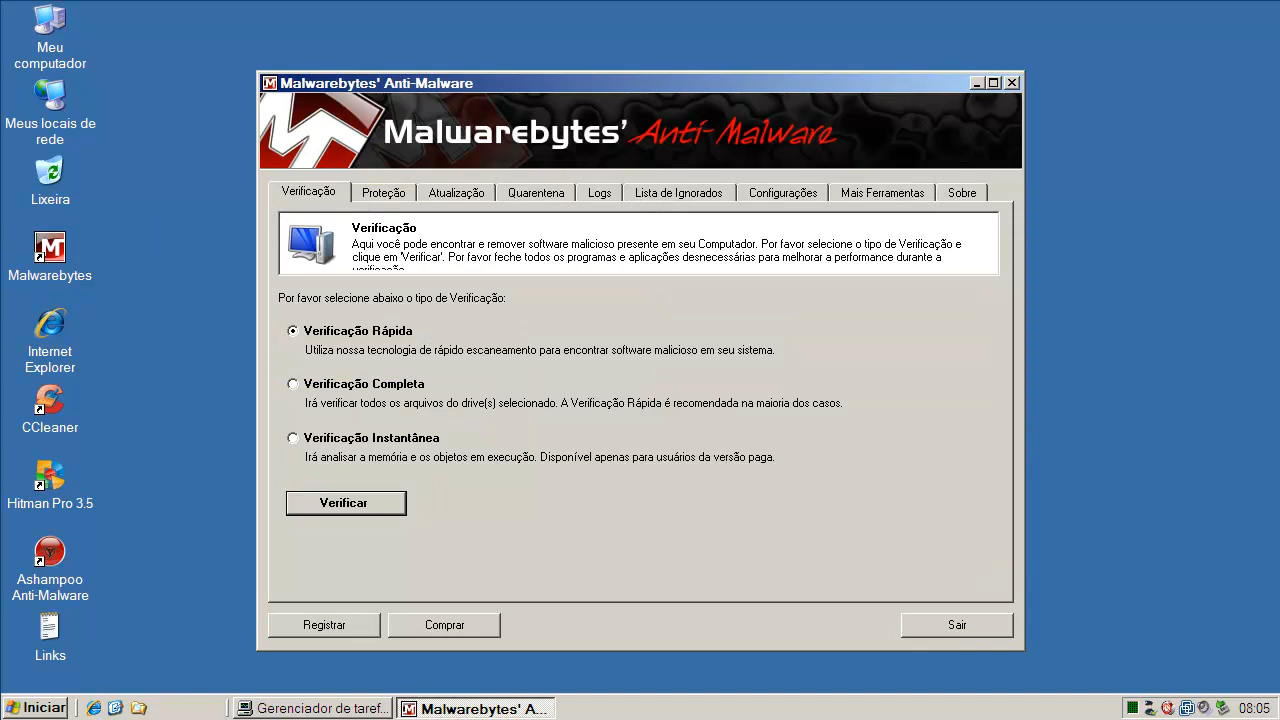 Meu
computador
Meus locais de
rede
Lixeira
Malwarebytes
Internet
Explorer
CCleaner
Hitman Pro 3.5
Ashampoo
Anti-Malware
Links
Malwarebytes' Anti-Malware
Malwarebytes' Anti-Malware
Verificação Proteção Atualização Quarentena Logs Lista de Ignorados Configurações Mais Ferramentas Sobre
Verificação
Aqui você pode encontrar e remover software malicioso presente em seu Computador. Por favor selecione o tipo de Verificação e
clique em 'Verificar'. Por favor feche todos os programas e aplicações desnecessárias para melhorar a performance durante a
verificação.
Por favor selecione abaixo o tipo de Verificação:
Verificação Rápida
Utiliza nossa tecnologia de rápido escaneamento para encontrar software malicioso em seu sistema.
Verificação Completa
Irá verificar todos os arquivos do drive(s) selecionado. A Verificação Rápida é recomendada na maioria dos casos.
Verificação Instantânea
Irá analisar a memória e os objetos em execução. Disponível apenas para usuários da versão paga.
Verificar
Registrar Comprar Sair
Iniciar Gerenciador de taref... Malwarebytes' A... 08:05